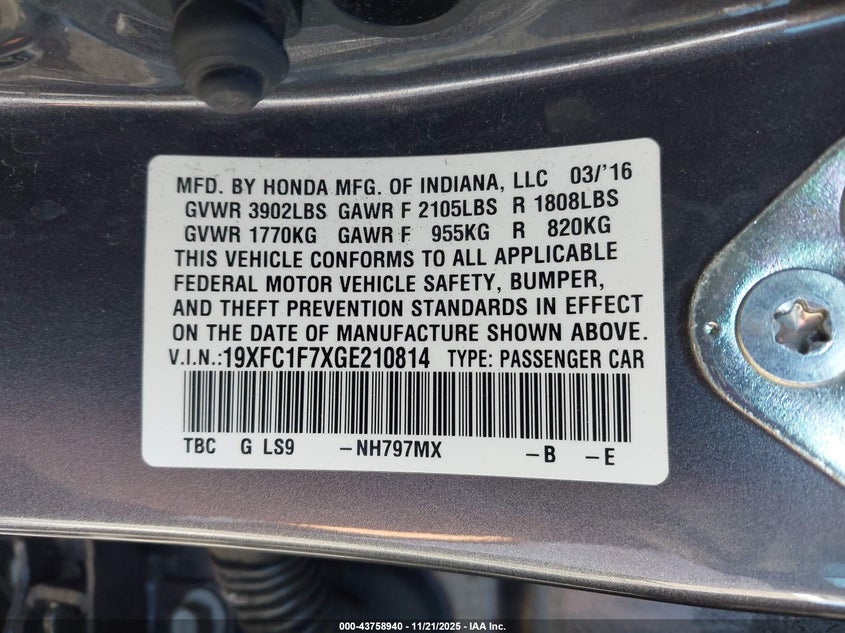 MFD. BY HONDA MFG. OF INDIANA, LLC 03/'16
GVWR 3902LBS GAWR F 2105LBS R 1808LBS
GVWR 1770KG GAWR F 955KG R 820KG
THIS VEHICLE CONFORMS TO ALL APPLICABLE
FEDERAL MOTOR VEHICLE SAFETY, BUMPER,
AND THEFT PREVENTION STANDARDS IN EFFECT
ON THE DATE OF MANUFACTURE SHOWN ABOVE.
V.I.N.:19XFC1F7XGE210814 TYPE: PASSENGER CAR
TBC G LS9 –NH797MX –B –E
000-43758940 – 11/21/2025 – IAA Inc.